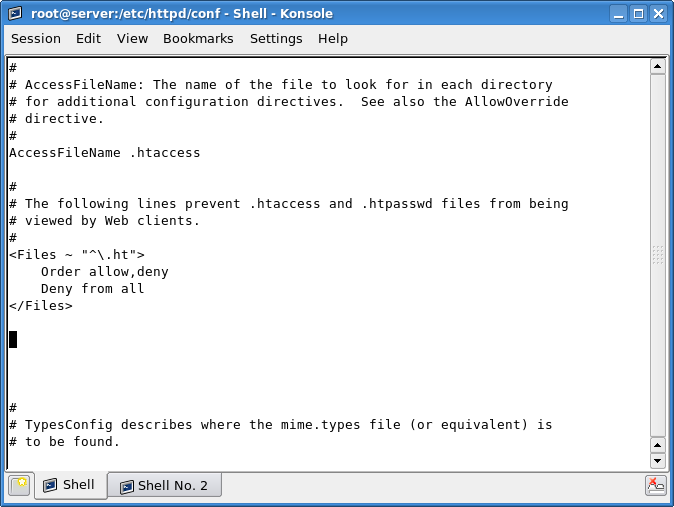 root@server:/etc/httpd/conf - Shell - Konsole
Session Edit View Bookmarks Settings Help
#
# AccessFileName: The name of the file to look for in each directory
# for additional configuration directives.  See also the AllowOverride
# directive.
#
AccessFileName .htaccess
#
# The following lines prevent .htaccess and .htpasswd files from being
# viewed by Web clients.
#
<Files ~ "^\.ht">
    Order allow,deny
    Deny from all
</Files>
#
# TypesConfig describes where the mime.types file (or equivalent) is
# to be found.
Shell Shell No. 2